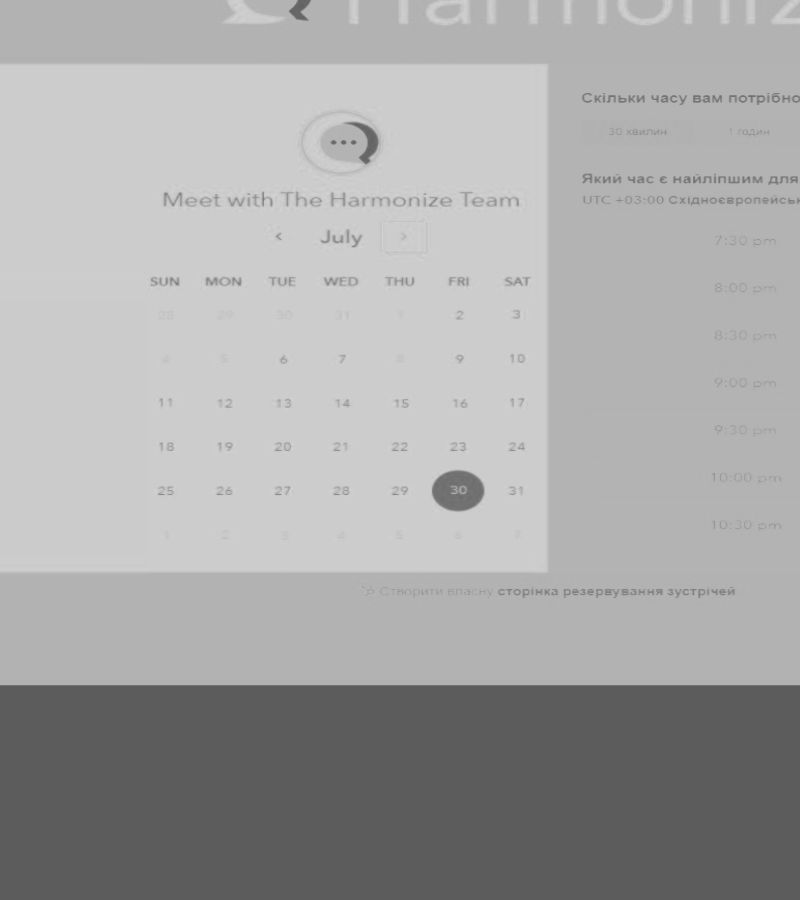 Harmoniz
Meet with The Harmonize Team
‹ July ›
SUN MON TUE WED THU FRI SAT
28 29 30 31 1 2 3
4 5 6 7 8 9 10
11 12 13 14 15 16 17
18 19 20 21 22 23 24
25 26 27 28 29 30 31
1 2 3 4 5 6 7
Скільки часу вам потрібно
30 хвилин 1 годин
Який час є найліпшим для
UTC +03:00 Східноєвропейськ
7:30 pm
8:00 pm
8:30 pm
9:00 pm
9:30 pm
10:00 pm
10:30 pm
Створити власну сторінка резервування зустрічей